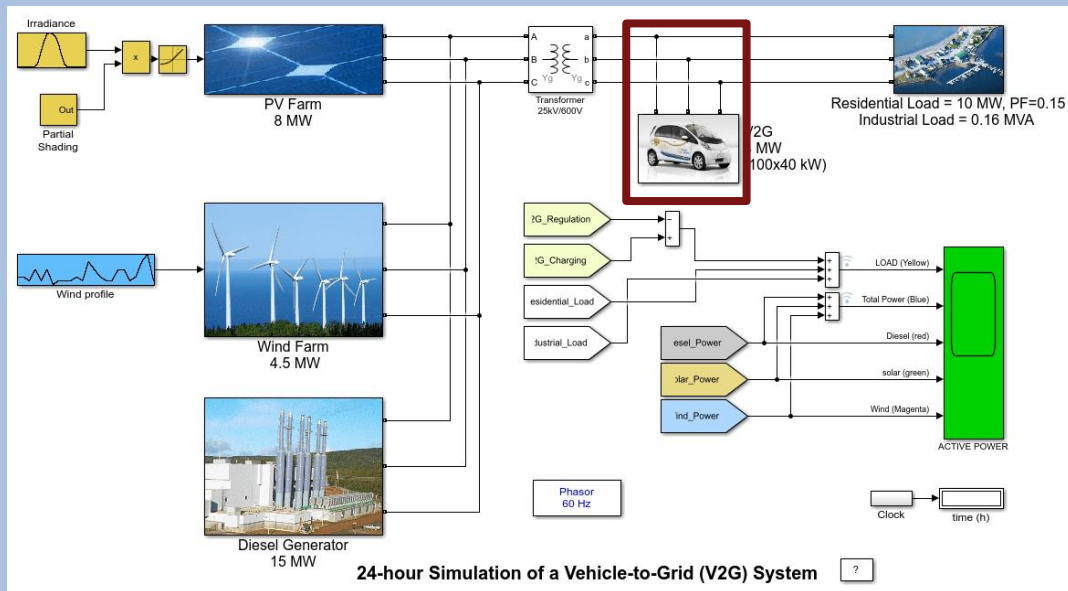 Irradiance
x
Out
Partial
Shading
PV Farm
8 MW
A
B
C
a
b
c
Yg
Yg
Transformer
25kV/600V
V2G
MW
100x40 kW)
Residential Load = 10 MW, PF=0.15
Industrial Load = 0.16 MVA
Wind profile
Wind Farm
4.5 MW
Diesel Generator
15 MW
2G_Regulation
2G_Charging
esidential_Load
dustrial_Load
esel_Power
olar_Power
ind_Power
LOAD (Yellow)
Total Power (Blue)
Diesel (red)
solar (green)
Wind (Magenta)
ACTIVE POWER
Phasor
60 Hz
Clock
time (h)
24-hour Simulation of a Vehicle-to-Grid (V2G) System
?